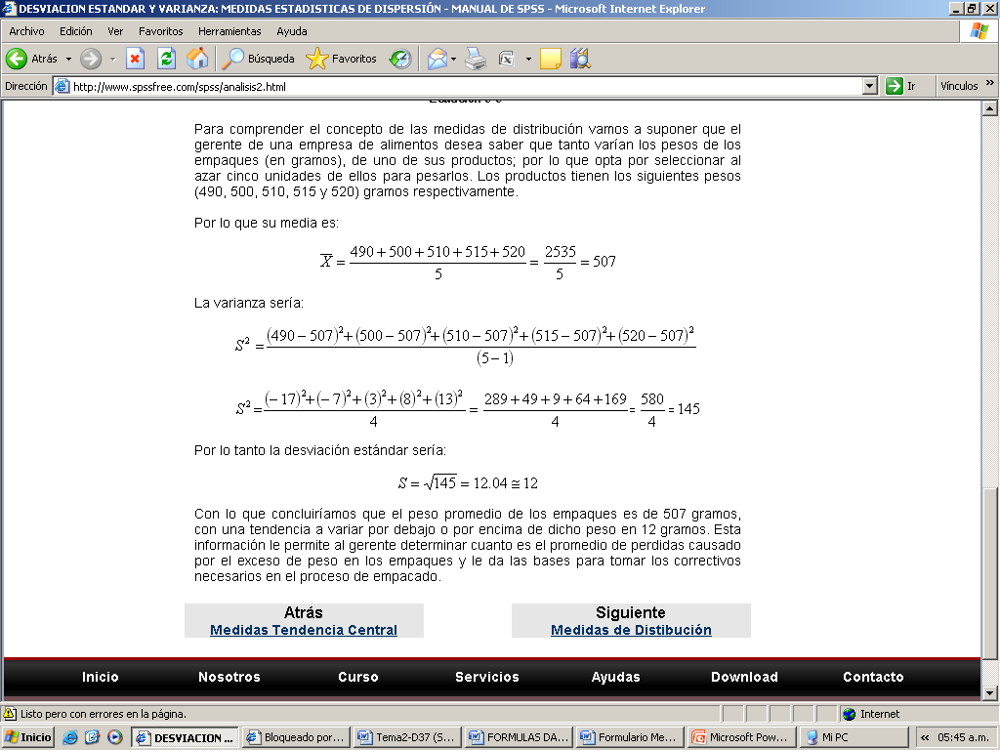 DESVIACION ESTANDAR Y VARIANZA: MEDIDAS ESTADISTICAS DE DISPERSIÓN - MANUAL DE SPSS - Microsoft Internet Explorer
Archivo Edición Ver Favoritos Herramientas Ayuda
Atrás Búsqueda Favoritos
Dirección http://www.spssfree.com/spss/analisis2.html Ir Vínculos »
Para comprender el concepto de las medidas de distribución vamos a suponer que el
gerente de una empresa de alimentos desea saber que tanto varían los pesos de los
empaques (en gramos), de uno de sus productos; por lo que opta por seleccionar al
azar cinco unidades de ellos para pesarlos. Los productos tienen los siguientes pesos
(490, 500, 510, 515 y 520) gramos respectivamente.
Por lo que su media es:
X̅ = (490 + 500 + 510 + 515 + 520)/5 = 2535/5 = 507
La varianza sería:
S² = ((490 − 507)² + (500 − 507)² + (510 − 507)² + (515 − 507)² + (520 − 507)²)/(5 − 1)
S² = ((−17)² + (−7)² + (3)² + (8)² + (13)²)/4 = (289 + 49 + 9 + 64 + 169)/4 = 580/4 = 145
Por lo tanto la desviación estándar sería:
S = √145 = 12.04 ≅ 12
Con lo que concluiríamos que el peso promedio de los empaques es de 507 gramos,
con una tendencia a variar por debajo o por encima de dicho peso en 12 gramos. Esta
información le permite al gerente determinar cuanto es el promedio de perdidas causado
por el exceso de peso en los empaques y le da las bases para tomar los correctivos
necesarios en el proceso de empacado.
Atrás
Medidas Tendencia Central
Siguiente
Medidas de Distibución
Inicio Nosotros Curso Servicios Ayudas Download Contacto
Listo pero con errores en la página. Internet
Inicio DESVIACION ... Bloqueado por... Tema2-D37 (S... FORMULAS DA... Formulario Me... Microsoft Pow... Mi PC « 05:45 a.m.